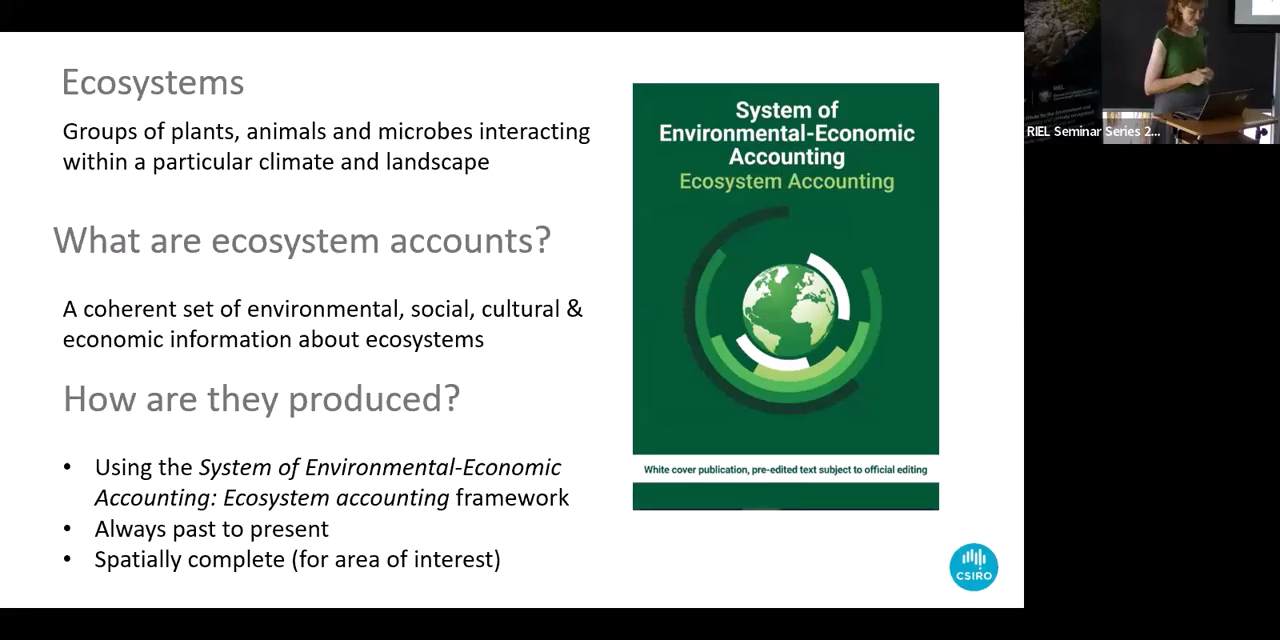 Ecosystems
Groups of plants, animals and microbes interacting
within a particular climate and landscape
What are ecosystem accounts?
A coherent set of environmental, social, cultural &
economic information about ecosystems
How are they produced?
• Using the System of Environmental-Economic
Accounting: Ecosystem accounting framework
• Always past to present
• Spatially complete (for area of interest)
System of
Environmental-Economic
Accounting
Ecosystem Accounting
White cover publication, pre-edited text subject to official editing
CSIRO
RIEL
RIEL Seminar Series 2...